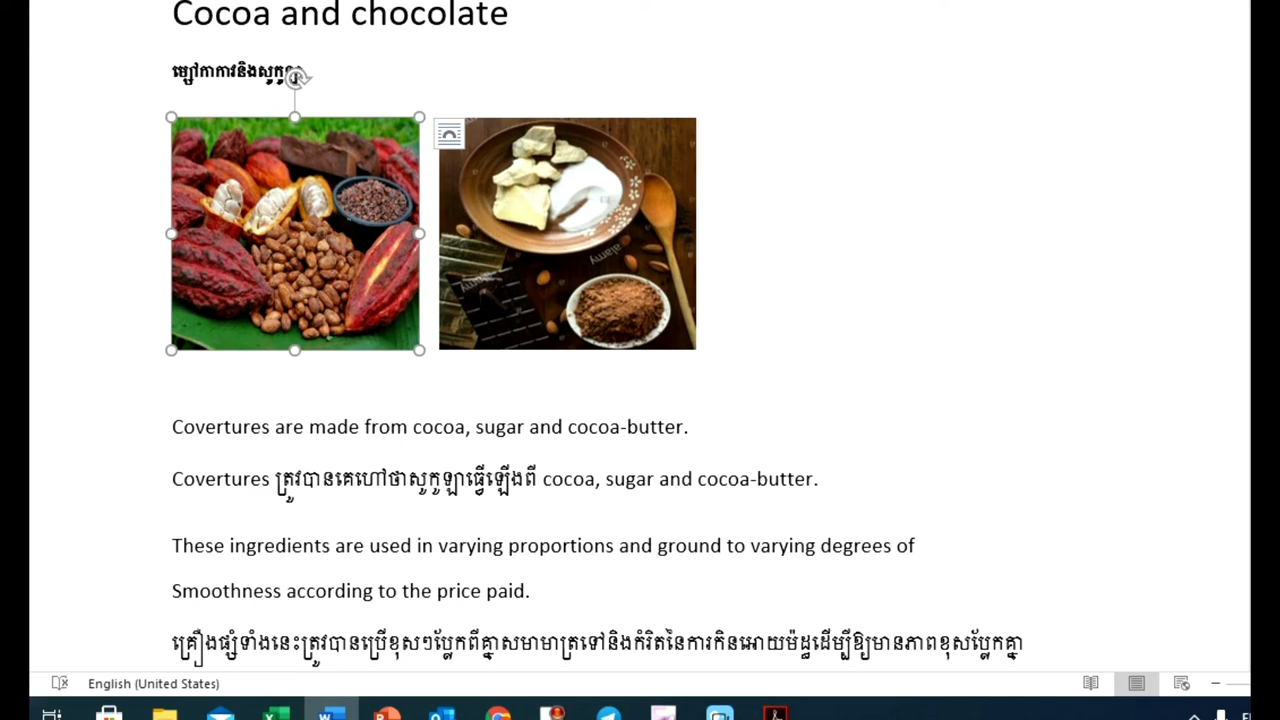 Cocoa and chocolate
ម្សៅកាកាវនិងសូកូឡា
alamy
Covertures are made from cocoa, sugar and cocoa-butter.
Covertures ត្រូវបានគេហៅថាសូកូឡាធ្វើឡើងពី cocoa, sugar and cocoa-butter.
These ingredients are used in varying proportions and ground to varying degrees of
Smoothness according to the price paid.
គ្រឿងផ្សំទាំងនេះត្រូវបានប្រើខុសៗប្លែកពីគ្នាសមាមាត្រទៅនិងកំរិតនៃការកិនអោយម៉ដ្ឋដើម្បីឱ្យមានភាពខុសប្លែកគ្នា
English (United States)